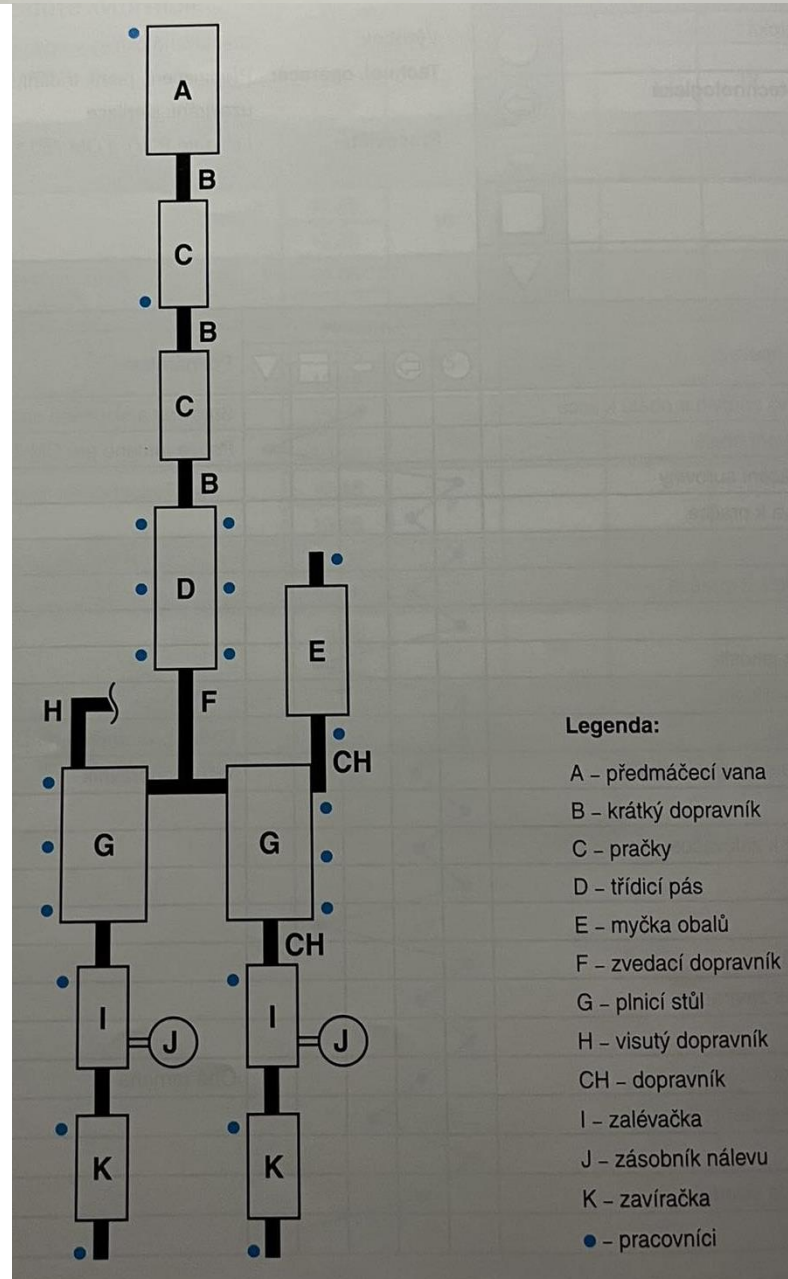 A
B
C
B
C
B
D
E
F
H
CH
G
G
CH
I
J
I
J
K
K
Legenda:
A – předmáčecí vana
B – krátký dopravník
C – pračky
D – třídicí pás
E – myčka obalů
F – zvedací dopravník
G – plnicí stůl
H – visutý dopravník
CH – dopravník
I – zalévačka
J – zásobník nálevu
K – zavíračka
● – pracovníci